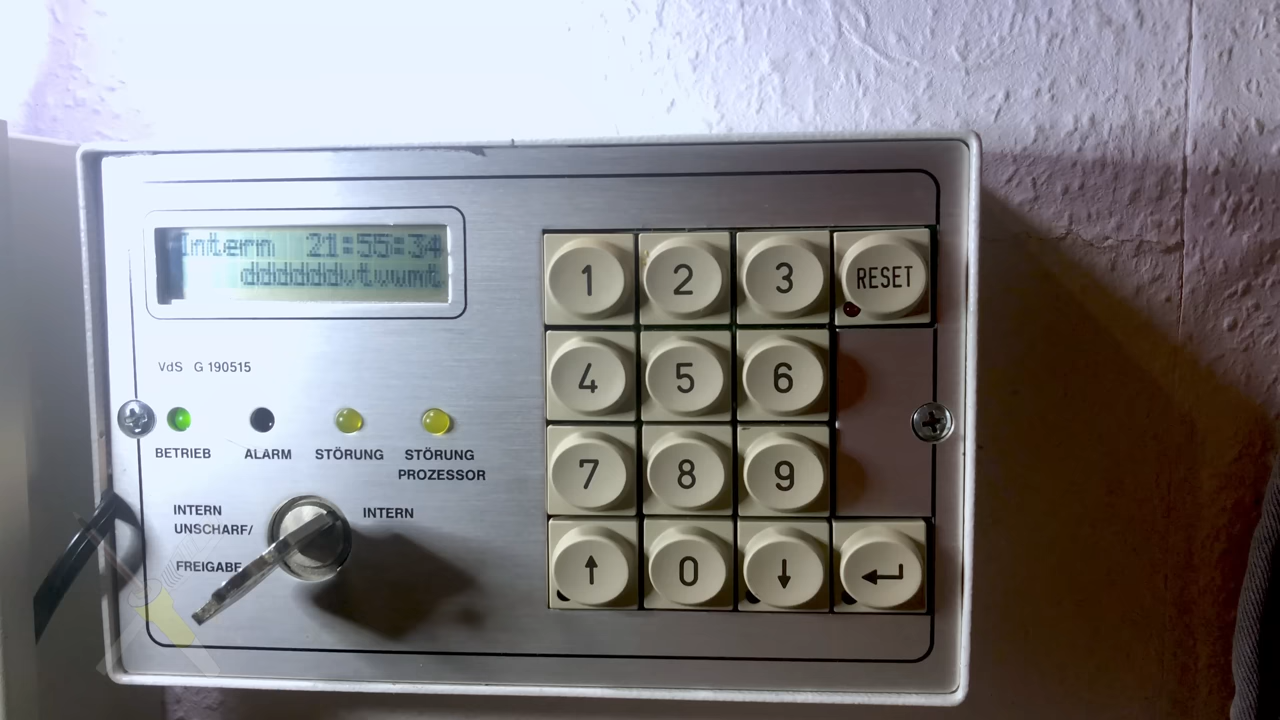 Intern 21:55:34
dddddddvtwwmt
VdS G 190515
BETRIEB ALARM STÖRUNG STÖRUNG
PROZESSOR
INTERN
UNSCHARF/
FREIGABE
INTERN
1 2 3 RESET
4 5 6
7 8 9
↑ 0 ↓ ↵